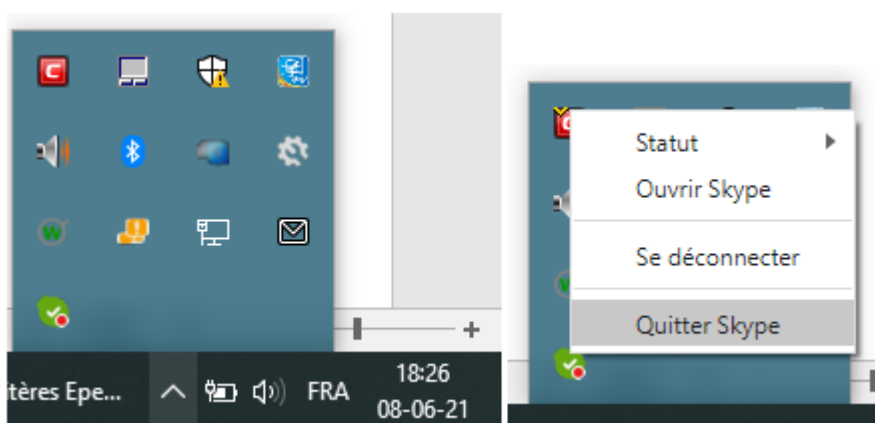 tères Epe...
FRA
18:26
08-06-21
Statut
Ouvrir Skype
Se déconnecter
Quitter Skype